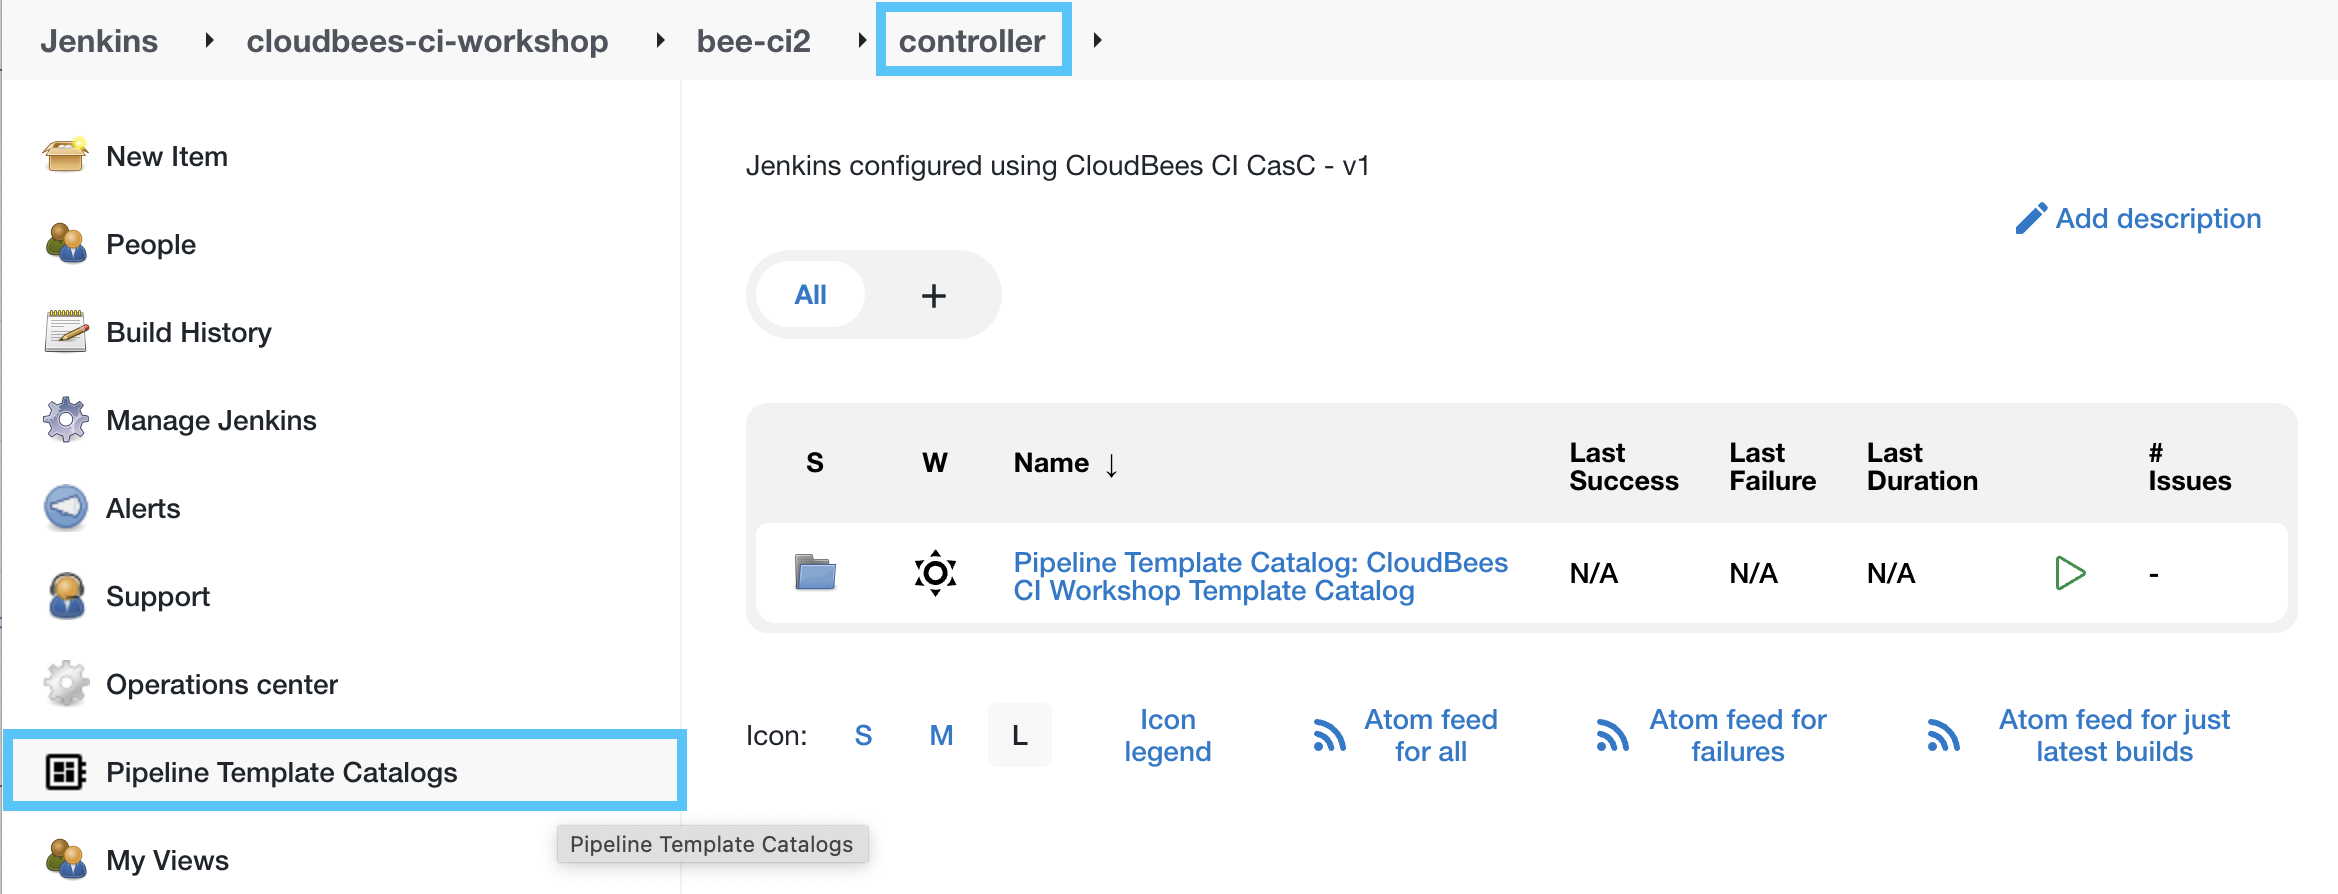 Jenkins cloudbees-ci-workshop bee-ci2 controller
New Item
People
Build History
Manage Jenkins
Alerts
Support
Operations center
Pipeline Template Catalogs
My Views
Pipeline Template Catalogs
Jenkins configured using CloudBees CI CasC - v1
Add description
All +
S W Name ↓ Last Success Last Failure Last Duration # Issues
Pipeline Template Catalog: CloudBees
CI Workshop Template Catalog
N/A N/A N/A -
Icon: S M L
Icon
legend
Atom feed
for all
Atom feed for
failures
Atom feed for just
latest builds